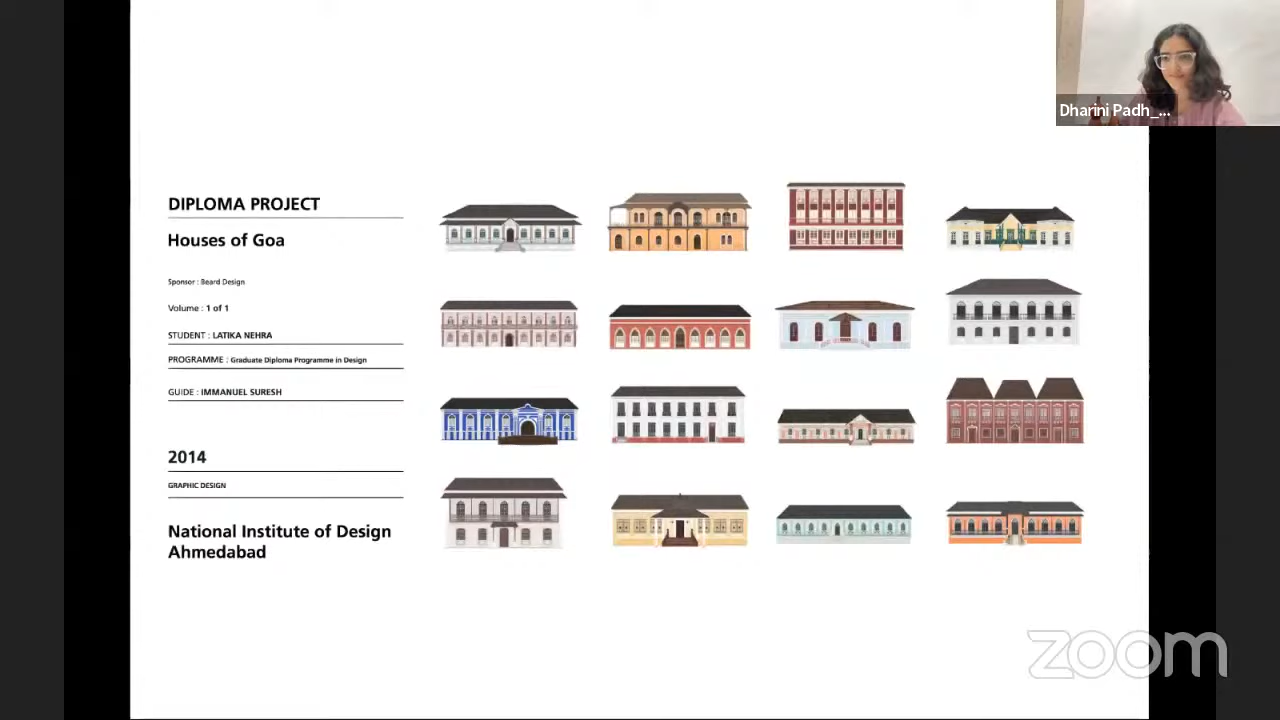 Dharini Padh_...
DIPLOMA PROJECT
Houses of Goa
Sponsor : Beard Design
Volume : 1 of 1
STUDENT : LATIKA NEHRA
PROGRAMME : Graduate Diploma Programme in Design
GUIDE : IMMANUEL SURESH
2014
GRAPHIC DESIGN
National Institute of Design
Ahmedabad
zoom